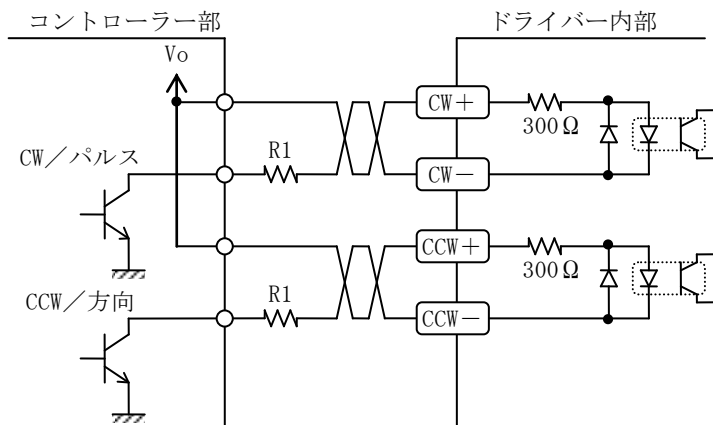 コントローラー部
ドライバー内部
Vo
CW+
300Ω
CW/パルス
R1
CW-
CCW+
300Ω
CCW/方向
R1
CCW-